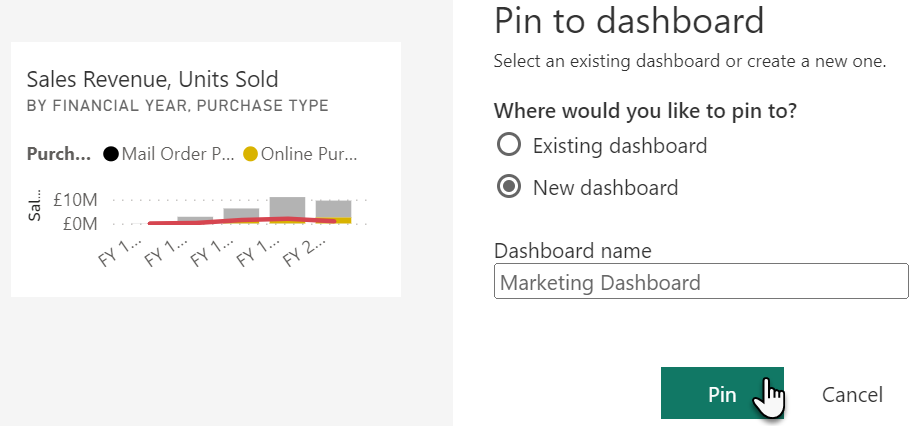 Sales Revenue, Units Sold
BY FINANCIAL YEAR, PURCHASE TYPE
Purch... Mail Order P... Online Pur...
Sal...
£10M
£0M
FY 1... FY 1... FY 1... FY 1... FY 2...
Pin to dashboard
Select an existing dashboard or create a new one.
Where would you like to pin to?
Existing dashboard
New dashboard
Dashboard name
Marketing Dashboard
Pin Cancel